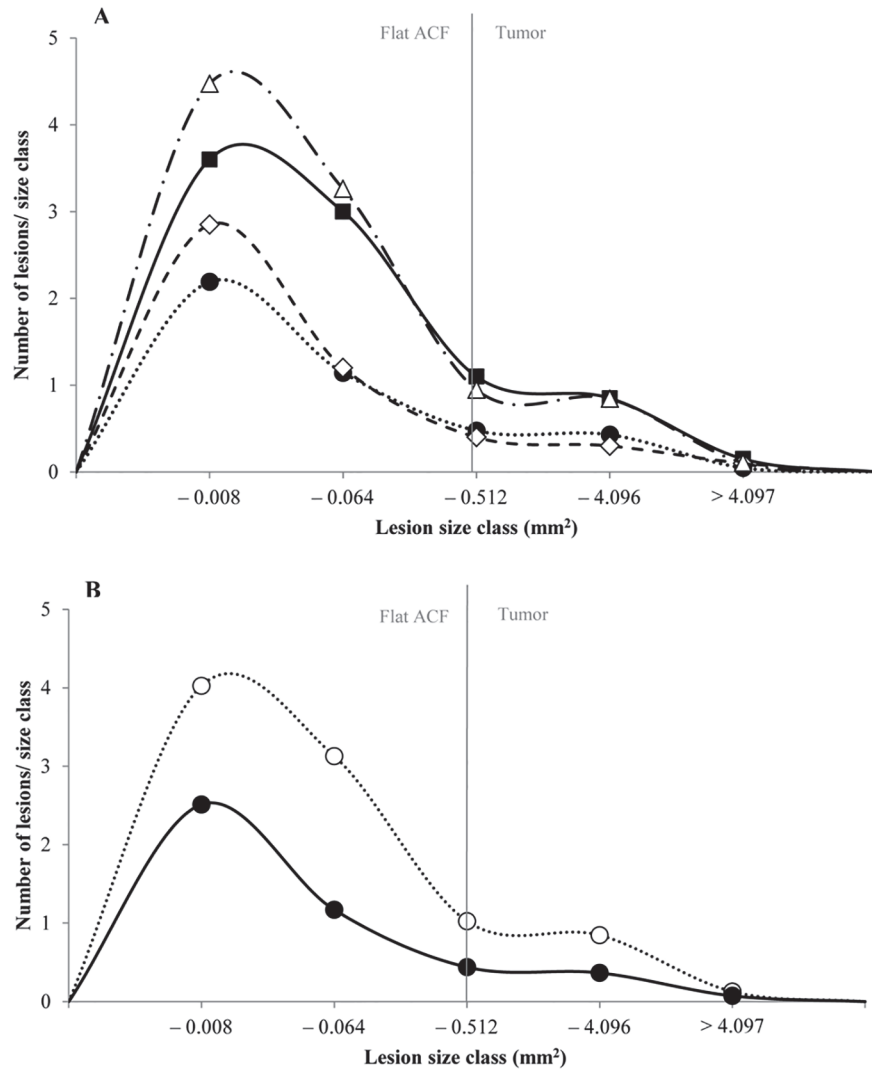 A
Flat ACF Tumor
5
4
3
2
1
0
Number of lesions/ size class
– 0.008 – 0.064 – 0.512 – 4.096 > 4.097
Lesion size class (mm²)
B
Flat ACF Tumor
5
4
3
2
1
0
Number of lesions/ size class
– 0.008 – 0.064 – 0.512 – 4.096 > 4.097
Lesion size class (mm²)